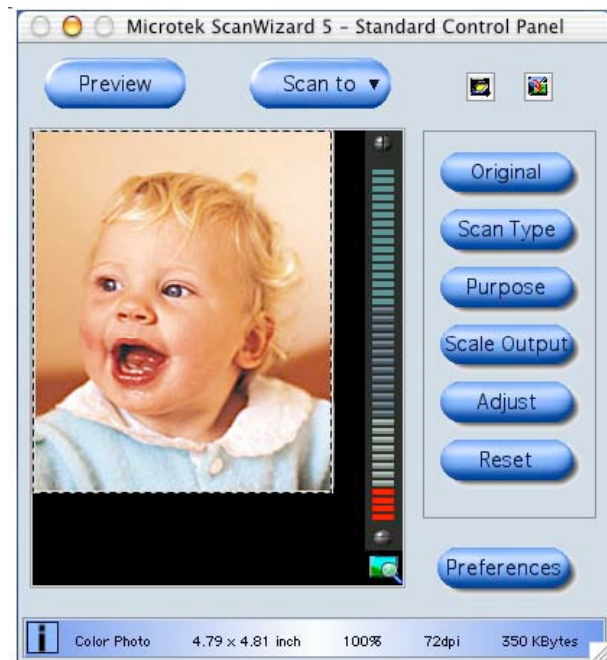 Microtek ScanWizard 5 – Standard Control Panel
Preview
Scan to ▼
Original
Scan Type
Purpose
Scale Output
Adjust
Reset
Preferences
i Color Photo 4.79 x 4.81 inch 100% 72dpi 350 KBytes